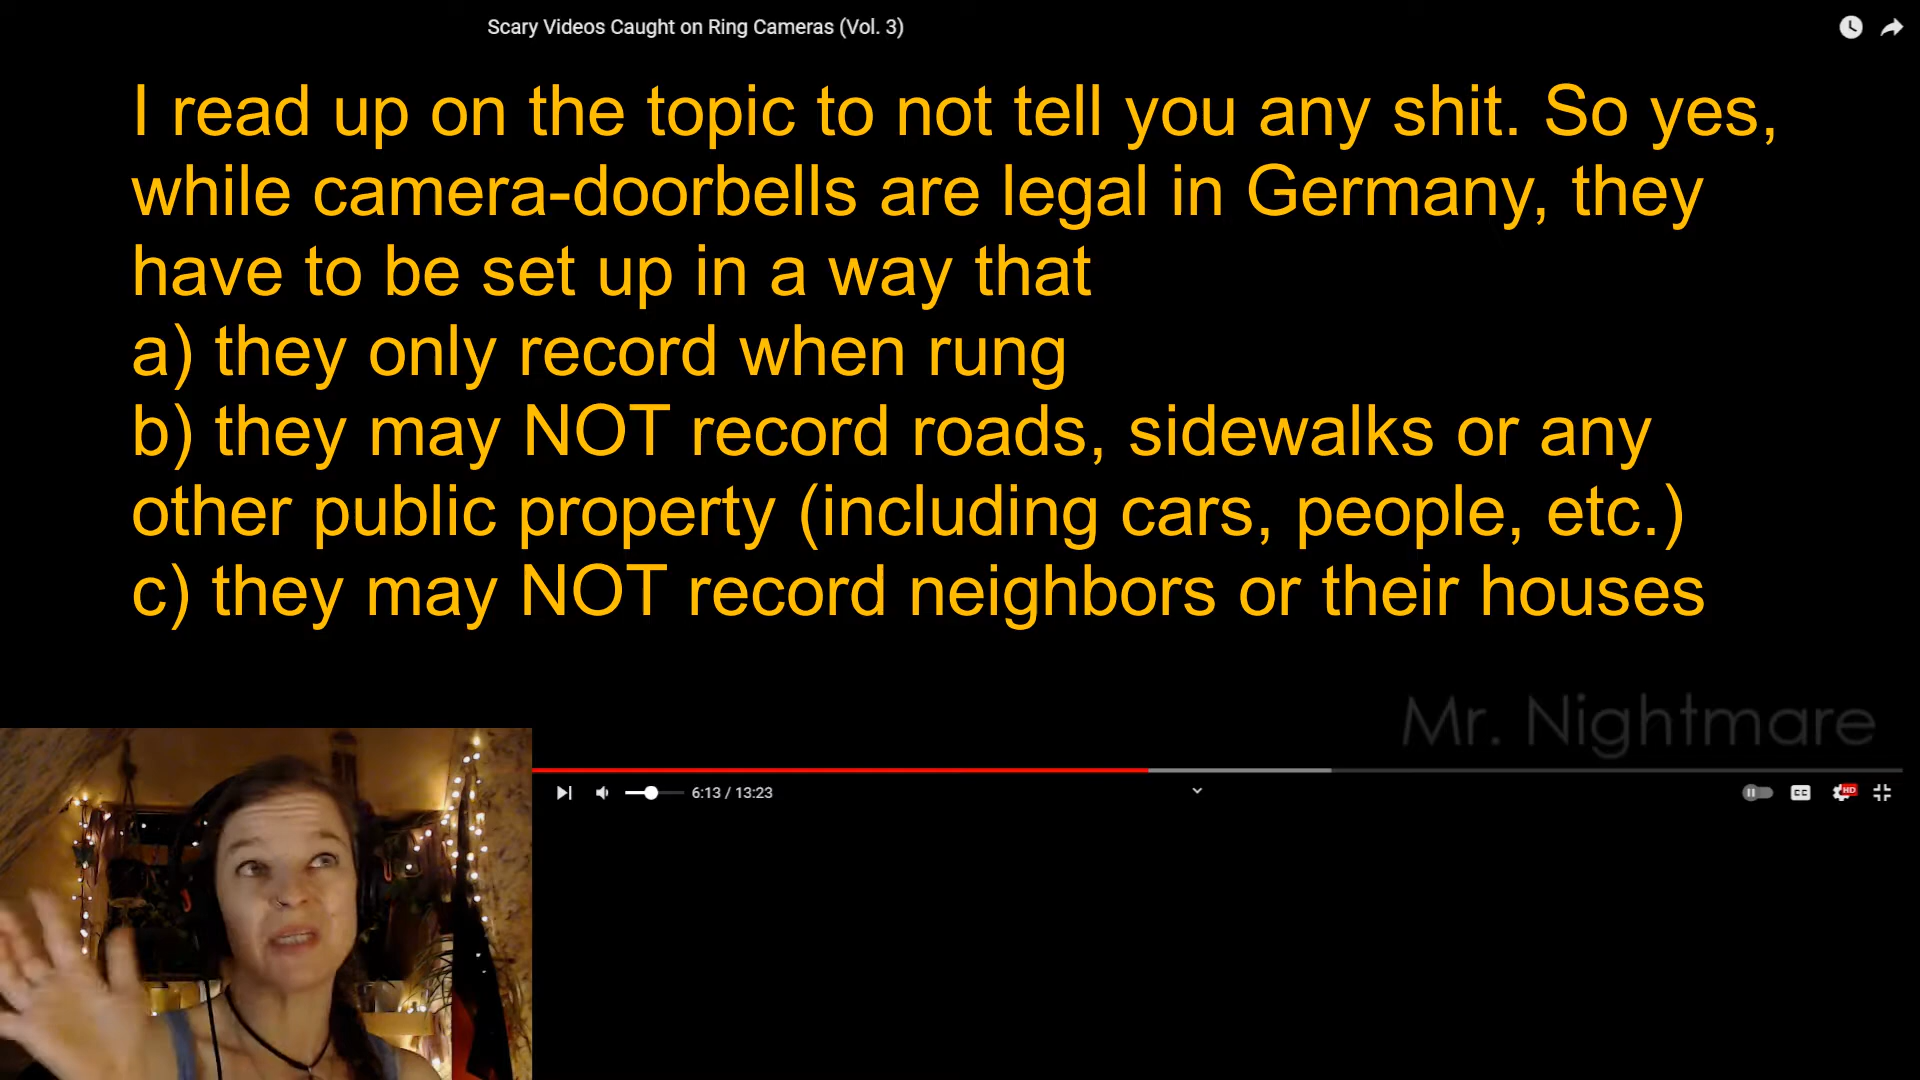 Scary Videos Caught on Ring Cameras (Vol. 3)
I read up on the topic to not tell you any shit. So yes,
while camera-doorbells are legal in Germany, they
have to be set up in a way that
a) they only record when rung
b) they may NOT record roads, sidewalks or any
other public property (including cars, people, etc.)
c) they may NOT record neighbors or their houses
Mr. Nightmare
6:13 / 13:23
CC
HD